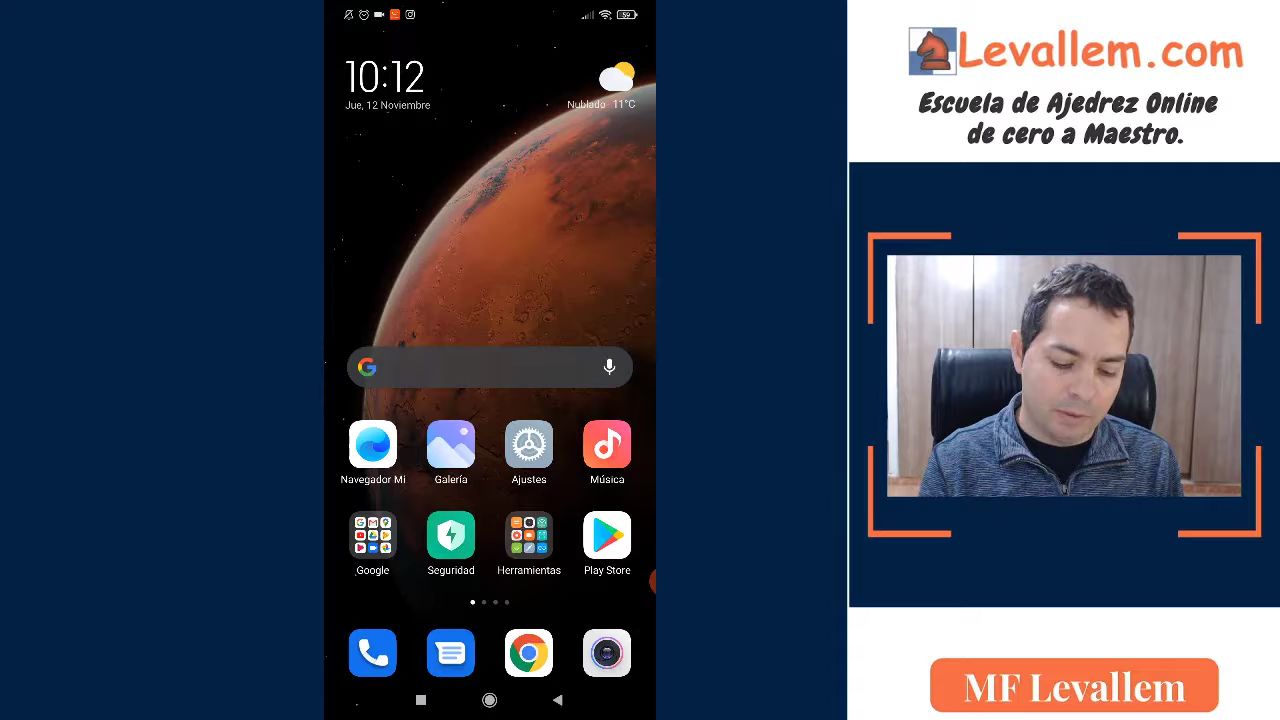 10:12
Jue, 12 Noviembre
Nublado 11°C
59
Navegador Mi
Galería
Ajustes
Música
Google
Seguridad
Herramientas
Play Store
Levallem.com
Escuela de Ajedrez Online
de cero a Maestro.
MF Levallem